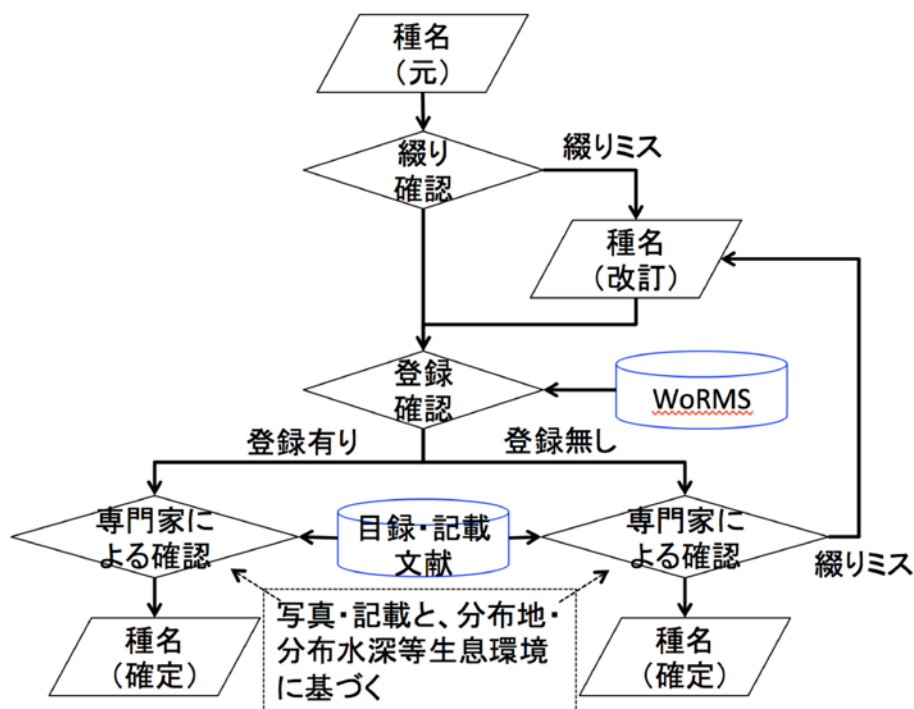 種名
（元）
綴り
確認
綴りミス
種名
（改訂）
登録
確認
WoRMS
登録有り
登録無し
専門家に
よる確認
目録・記載
文献
専門家に
よる確認
綴りミス
写真・記載と、分布地・
分布水深等生息環境
に基づく
種名
（確定）
種名
（確定）